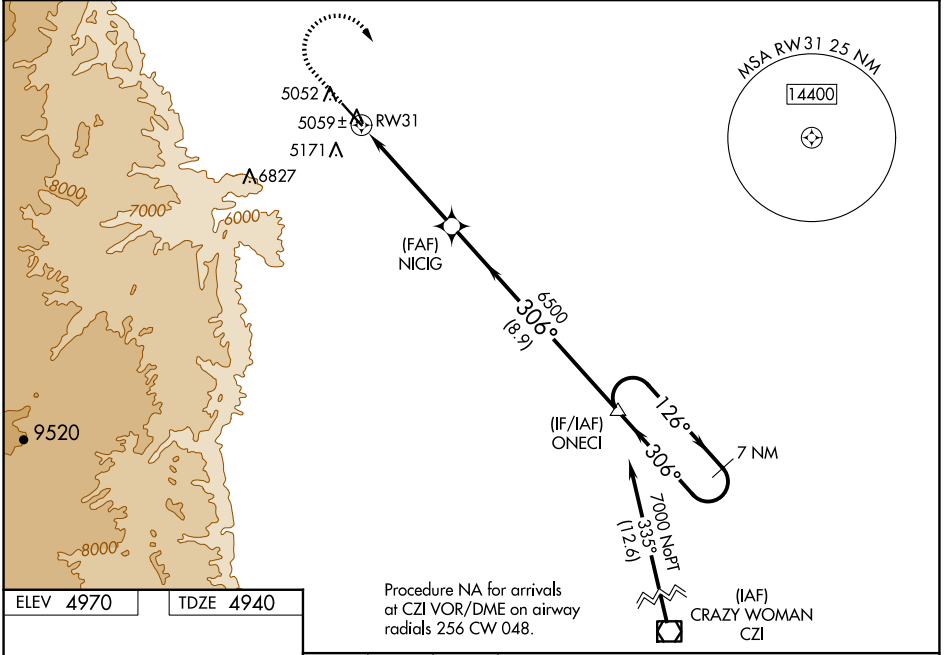 MSA RW31 25 NM
14400
5052
5059± RW31
5171
6827
8000
7000
6000
(FAF)
NICIG
6500
306°
(8.9)
9520
(IF/IAF)
ONECI
126°
306°
7 NM
7000 NoPT
335°
(12.6)
8000
(IAF)
CRAZY WOMAN
CZI
Procedure NA for arrivals
at CZI VOR/DME on airway
radials 256 CW 048.
ELEV 4970
TDZE 4940